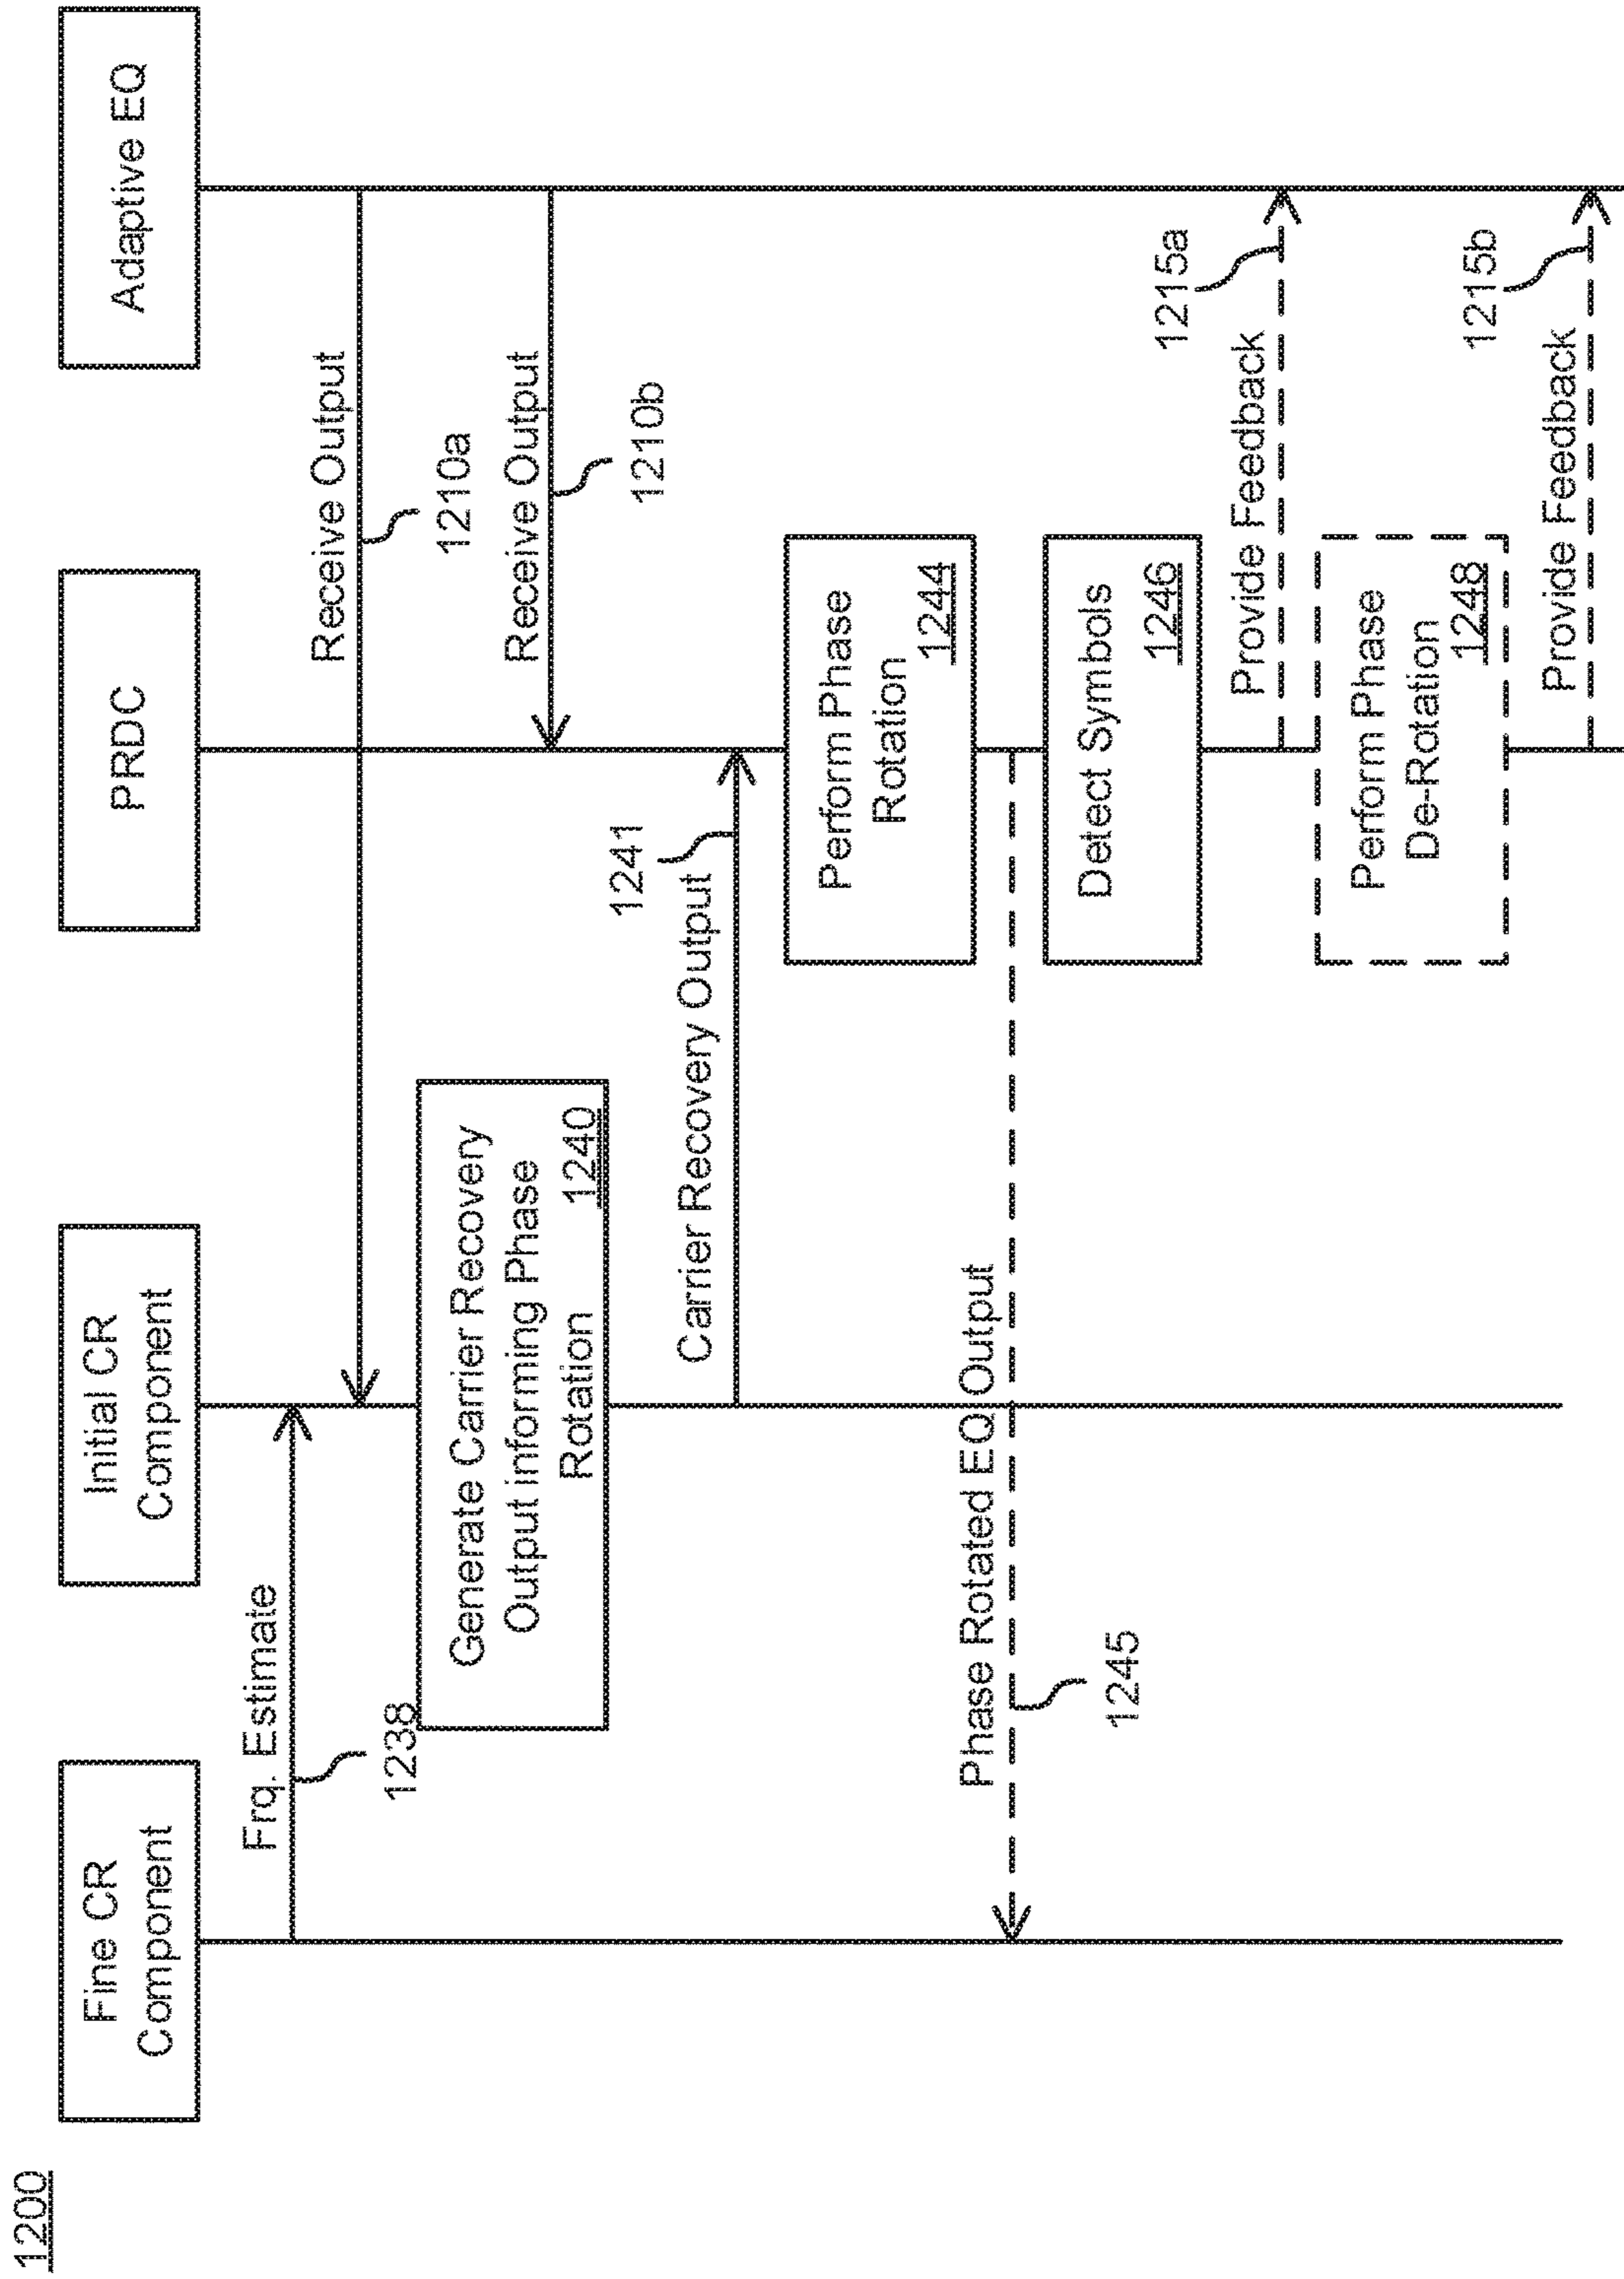 1200
Fine CR
Component
Initial CR
Component
PRDC
Adaptive EQ
Frq. Estimate
1238
Receive Output
1210a
Generate Carrier Recovery
Output informing Phase
Rotation
1240
Receive Output
1210b
Carrier Recovery Output
1241
Perform Phase
Rotation
1244
Phase Rotated EQ Output
1245
Detect Symbols
1246
Provide Feedback
1215a
Perform Phase
De-Rotation
1248
Provide Feedback
1215b